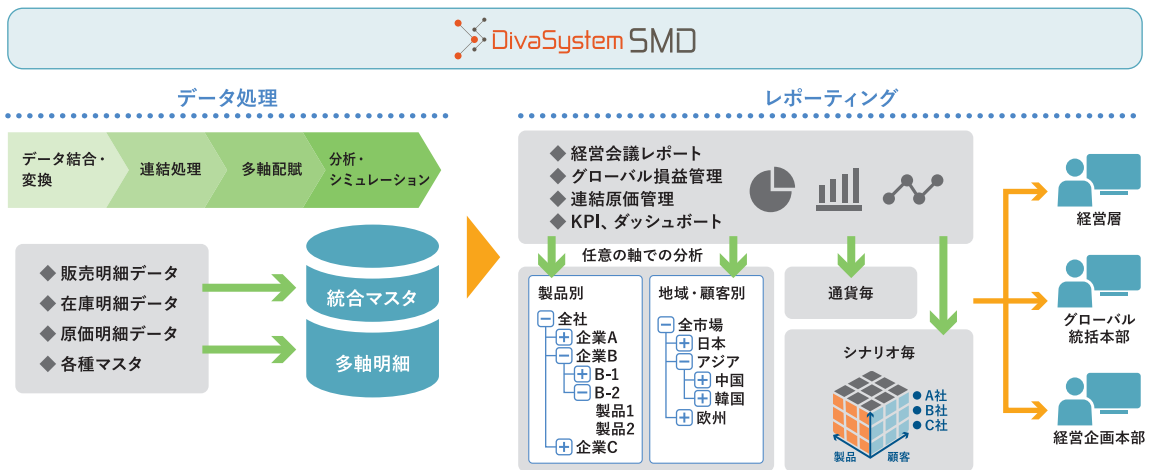 DivaSystem SMD
データ処理
データ結合・
変換
連結処理
多軸配賦
分析・
シミュレーション
◆ 販売明細データ
◆ 在庫明細データ
◆ 原価明細データ
◆ 各種マスタ
統合マスタ
多軸明細
レポーティング
◆ 経営会議レポート
◆ グローバル損益管理
◆ 連結原価管理
◆ KPI、ダッシュボート
任意の軸での分析
製品別
全社
企業A
企業B
B-1
B-2
製品1
製品2
企業C
地域・顧客別
全市場
日本
アジア
中国
韓国
欧州
通貨毎
シナリオ毎
● A社
● B社
● C社
製品
顧客
経営層
グローバル
統括本部
経営企画本部